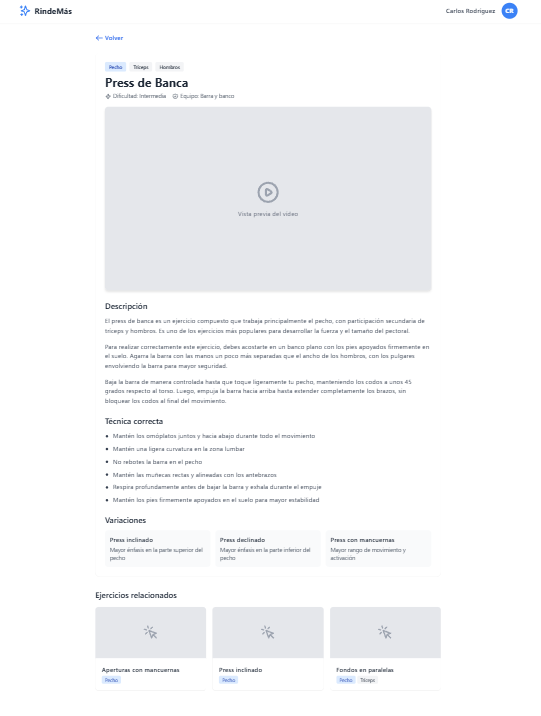 RindeMás
Carlos Rodríguez
CR
← Volver
Pecho
Tríceps
Hombros
Press de Banca
Dificultad: Intermedia
Equipo: Barra y banco
Vista previa del vídeo
Descripción
El press de banca es un ejercicio compuesto que trabaja principalmente el pecho, con participación secundaria de
tríceps y hombros. Es uno de los ejercicios más populares para desarrollar la fuerza y el tamaño del pectoral.
Para realizar correctamente este ejercicio, debes acostarte en un banco plano con los pies apoyados firmemente en
el suelo. Agarra la barra con las manos un poco más separadas que el ancho de los hombros, con los pulgares
envolviendo la barra para mayor seguridad.
Baja la barra de manera controlada hasta que toque ligeramente tu pecho, manteniendo los codos a unos 45
grados respecto al torso. Luego, empuja la barra hacia arriba hasta extender completamente los brazos, sin
bloquear los codos al final del movimiento.
Técnica correcta
• Mantén los omóplatos juntos y hacia abajo durante todo el movimiento
• Mantén una ligera curvatura en la zona lumbar
• No rebotes la barra en el pecho
• Mantén las muñecas rectas y alineadas con los antebrazos
• Respira profundamente antes de bajar la barra y exhala durante el empuje
• Mantén los pies firmemente apoyados en el suelo para mayor estabilidad
Variaciones
Press inclinado
Mayor énfasis en la parte superior del
pecho
Press declinado
Mayor énfasis en la parte inferior del
pecho
Press con mancuernas
Mayor rango de movimiento y
activación
Ejercicios relacionados
Aperturas con mancuernas
Pecho
Press inclinado
Pecho
Fondos en paralelas
Pecho
Tríceps